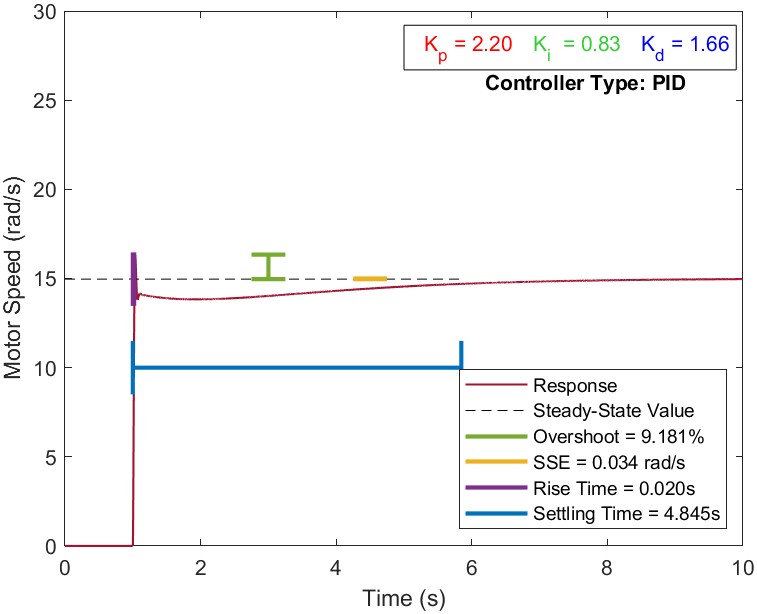 30
25
20
15
10
5
0
Motor Speed (rad/s)
Kp = 2.20 Ki = 0.83 Kd = 1.66
Controller Type: PID
Response
Steady-State Value
Overshoot = 9.181%
SSE = 0.034 rad/s
Rise Time = 0.020s
Settling Time = 4.845s
0 2 4 6 8 10
Time (s)